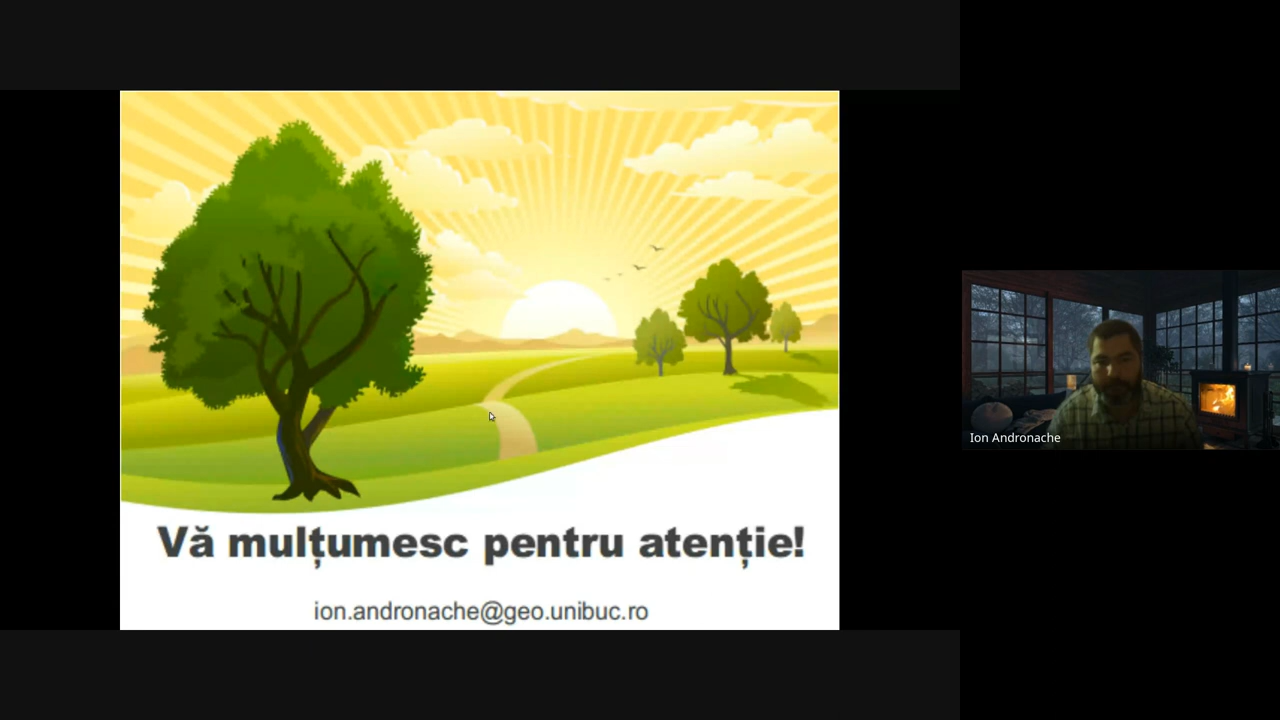 Vă mulțumesc pentru atenție!
ion.andronache@geo.unibuc.ro
Ion Andronache